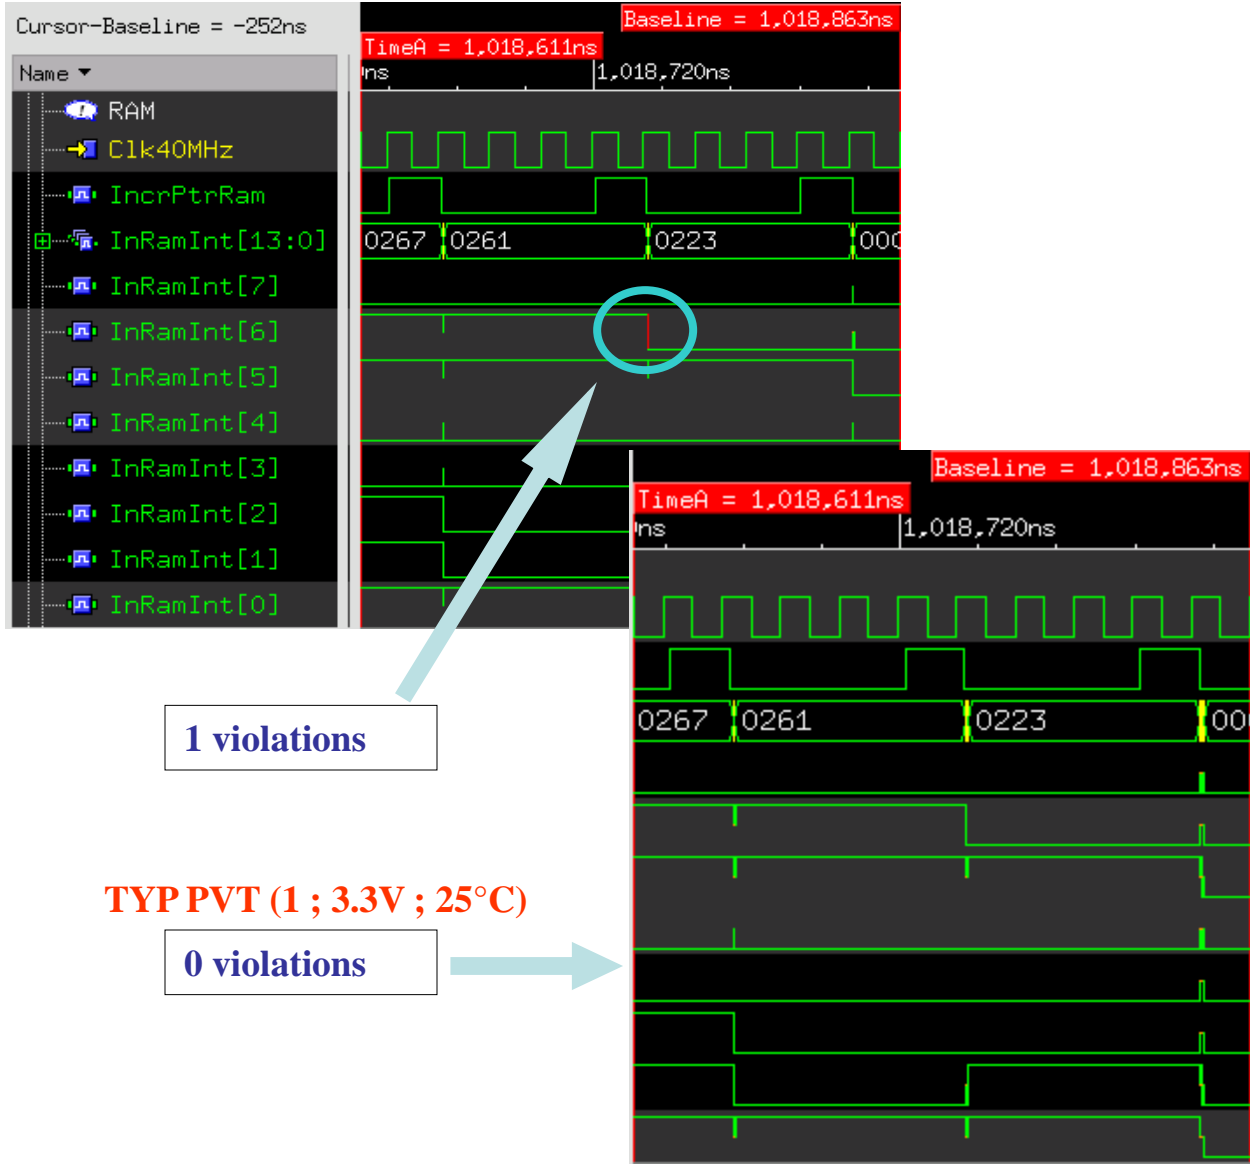 Cursor-Baseline = -252ns
Baseline = 1,018,863ns
TimeA = 1,018,611ns
Name
ns
1,018,720ns
RAM
Clk40MHz
IncrPtrRam
InRamInt[13:0]
0267
0261
0223
000
InRamInt[7]
InRamInt[6]
InRamInt[5]
InRamInt[4]
InRamInt[3]
InRamInt[2]
InRamInt[1]
InRamInt[0]
Baseline = 1,018,863ns
TimeA = 1,018,611ns
ns
1,018,720ns
0267
0261
0223
00
1 violations
TYP PVT (1 ; 3.3V ; 25°C)
0 violations